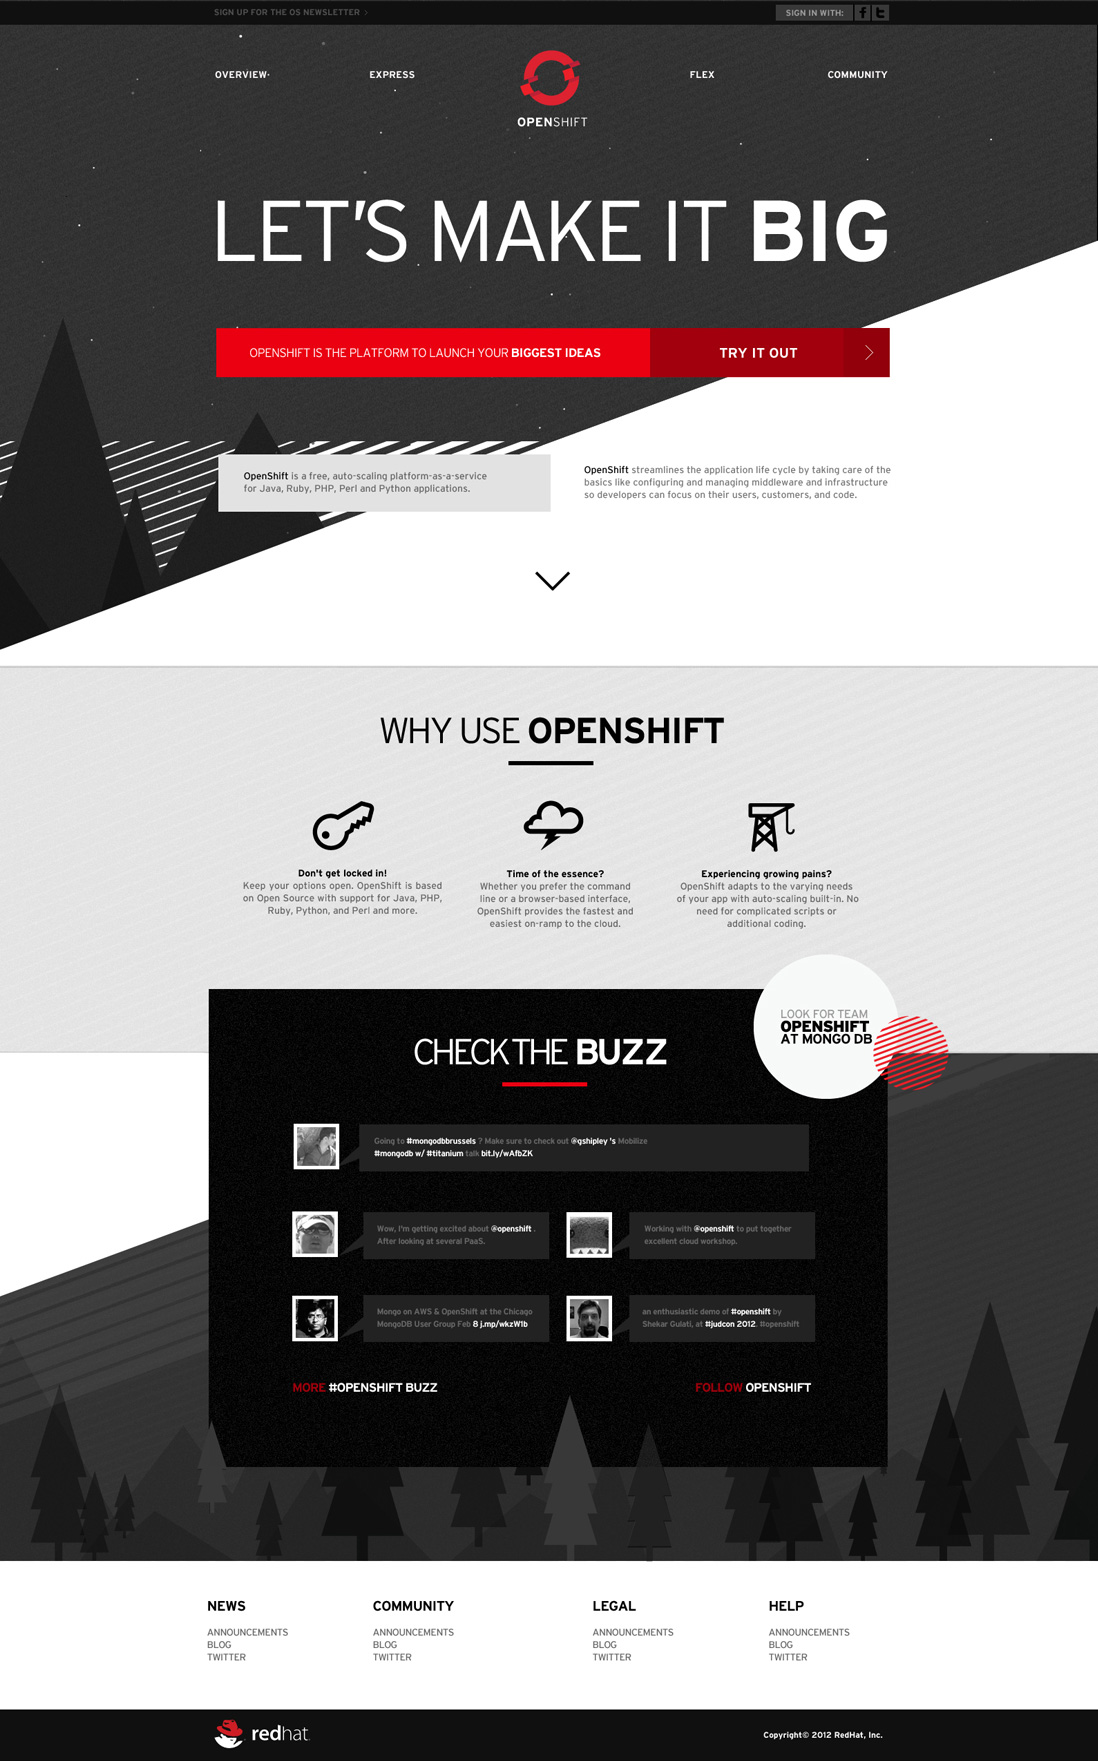 SIGN UP FOR THE OS NEWSLETTER >
SIGN IN WITH:
OVERVIEW·
EXPRESS
OPENSHIFT
FLEX
COMMUNITY
LET'S MAKE IT BIG
OPENSHIFT IS THE PLATFORM TO LAUNCH YOUR BIGGEST IDEAS
TRY IT OUT
OpenShift is a free, auto-scaling platform-as-a-service
for Java, Ruby, PHP, Perl and Python applications.
OpenShift streamlines the application life cycle by taking care of the
basics like configuring and managing middleware and infrastructure
so developers can focus on their users, customers, and code.
WHY USE OPENSHIFT
Don't get locked in!
Keep your options open. OpenShift is based
on Open Source with support for Java, PHP,
Ruby, Python, and Perl and more.
Time of the essence?
Whether you prefer the command
line or a browser-based interface,
OpenShift provides the fastest and
easiest on-ramp to the cloud.
Experiencing growing pains?
OpenShift adapts to the varying needs
of your app with auto-scaling built-in. No
need for complicated scripts or
additional coding.
LOOK FOR TEAM
OPENSHIFT
AT MONGO DB
CHECK THE BUZZ
Going to #mongodbbrussels ? Make sure to check out @gshipley 's Mobilize
#mongodb w/ #titanium talk bit.ly/wAfbZK
Wow, I'm getting excited about @openshift .
After looking at several PaaS.
Working with @openshift to put together
excellent cloud workshop.
Mongo on AWS & OpenShift at the Chicago
MongoDB User Group Feb 8 j.mp/wkzW1b
an enthusiastic demo of #openshift by
Shekar Gulati, at #judcon 2012. #openshift
MORE #OPENSHIFT BUZZ
FOLLOW OPENSHIFT
NEWS
ANNOUNCEMENTS
BLOG
TWITTER
COMMUNITY
ANNOUNCEMENTS
BLOG
TWITTER
LEGAL
ANNOUNCEMENTS
BLOG
TWITTER
HELP
ANNOUNCEMENTS
BLOG
TWITTER
redhat.
Copyright© 2012 RedHat, Inc.